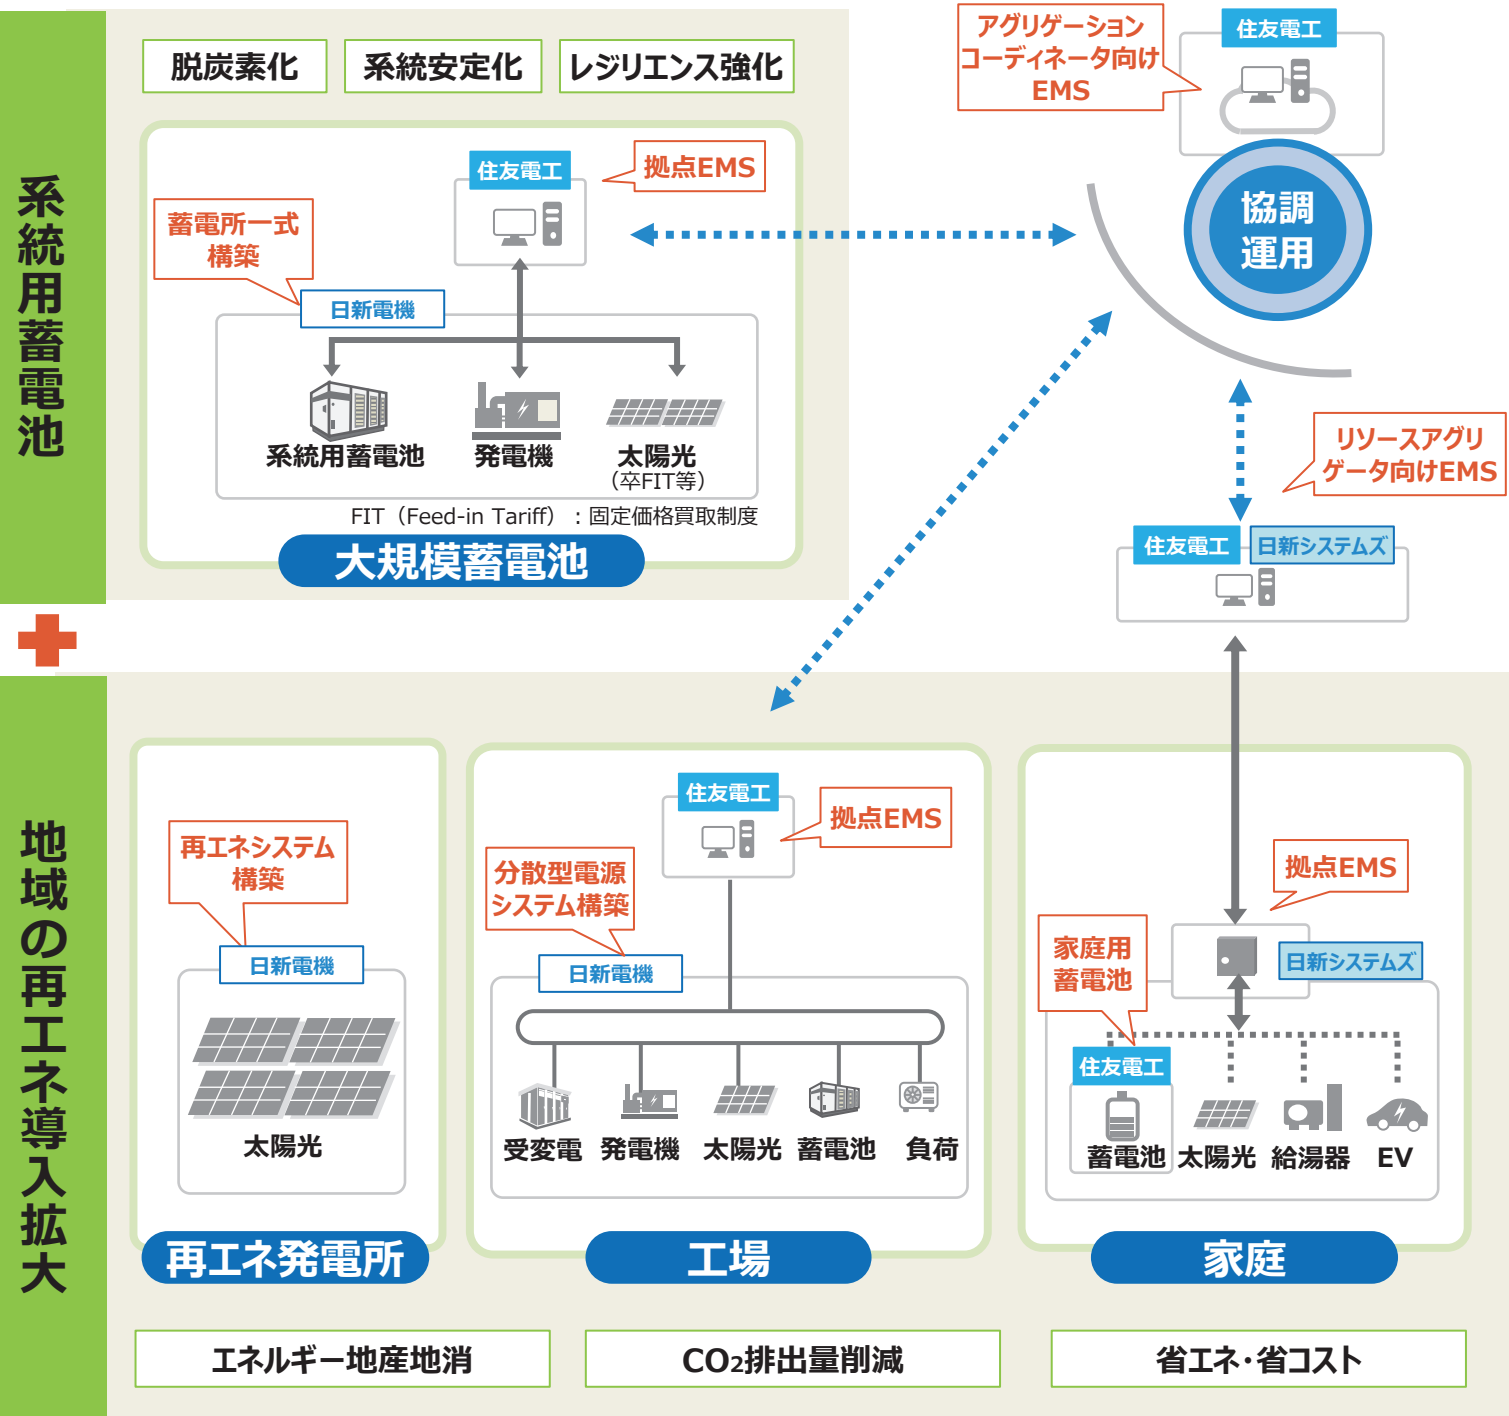 系統用蓄電池
脱炭素化
系統安定化
レジリエンス強化
住友電工
拠点EMS
蓄電所一式
構築
日新電機
系統用蓄電池
発電機
太陽光
（卒FIT等）
FIT（Feed-in Tariff）：固定価格買取制度
大規模蓄電池
アグリゲーション
コーディネータ向け
EMS
住友電工
協調
運用
リソースアグリ
ゲータ向けEMS
住友電工
日新システムズ
地域の再エネ導入拡大
再エネシステム
構築
日新電機
太陽光
再エネ発電所
住友電工
拠点EMS
分散型電源
システム構築
日新電機
受変電
発電機
太陽光
蓄電池
負荷
工場
拠点EMS
家庭用
蓄電池
日新システムズ
住友電工
蓄電池
太陽光
給湯器
EV
家庭
エネルギー地産地消
CO₂排出量削減
省エネ・省コスト